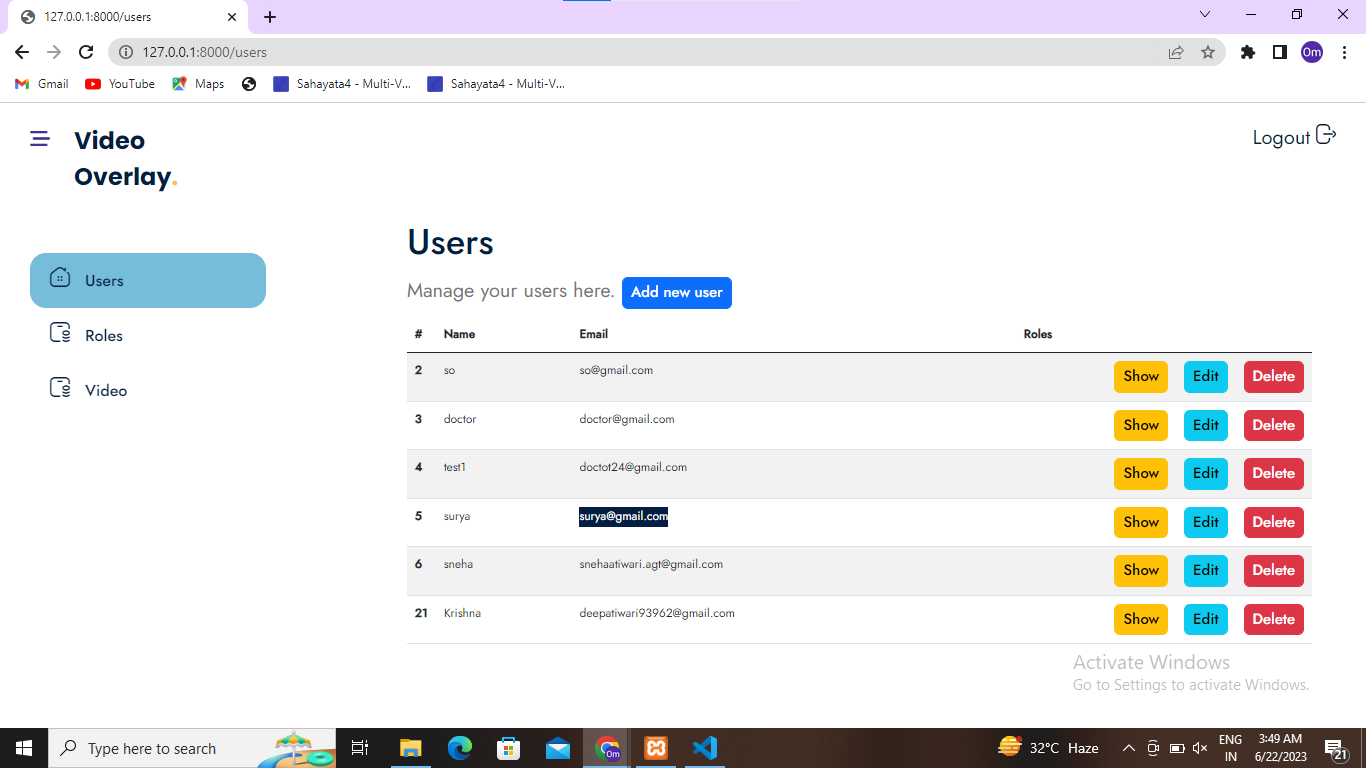 127.0.0.1:8000/users
127.0.0.1:8000/users
Om
Gmail YouTube Maps Sahayata4 - Multi-V... Sahayata4 - Multi-V...
Video
Overlay.
Logout
Users
Roles
Video
Users
Manage your users here. Add new user
# Name Email Roles
2 so so@gmail.com Show Edit Delete
3 doctor doctor@gmail.com Show Edit Delete
4 test1 doctot24@gmail.com Show Edit Delete
5 surya surya@gmail.com Show Edit Delete
6 sneha snehaatiwari.agt@gmail.com Show Edit Delete
21 Krishna deepatiwari93962@gmail.com Show Edit Delete
Activate Windows
Go to Settings to activate Windows.
Type here to search
Om
32°C Haze
ENG
IN
3:49 AM
6/22/2023
21